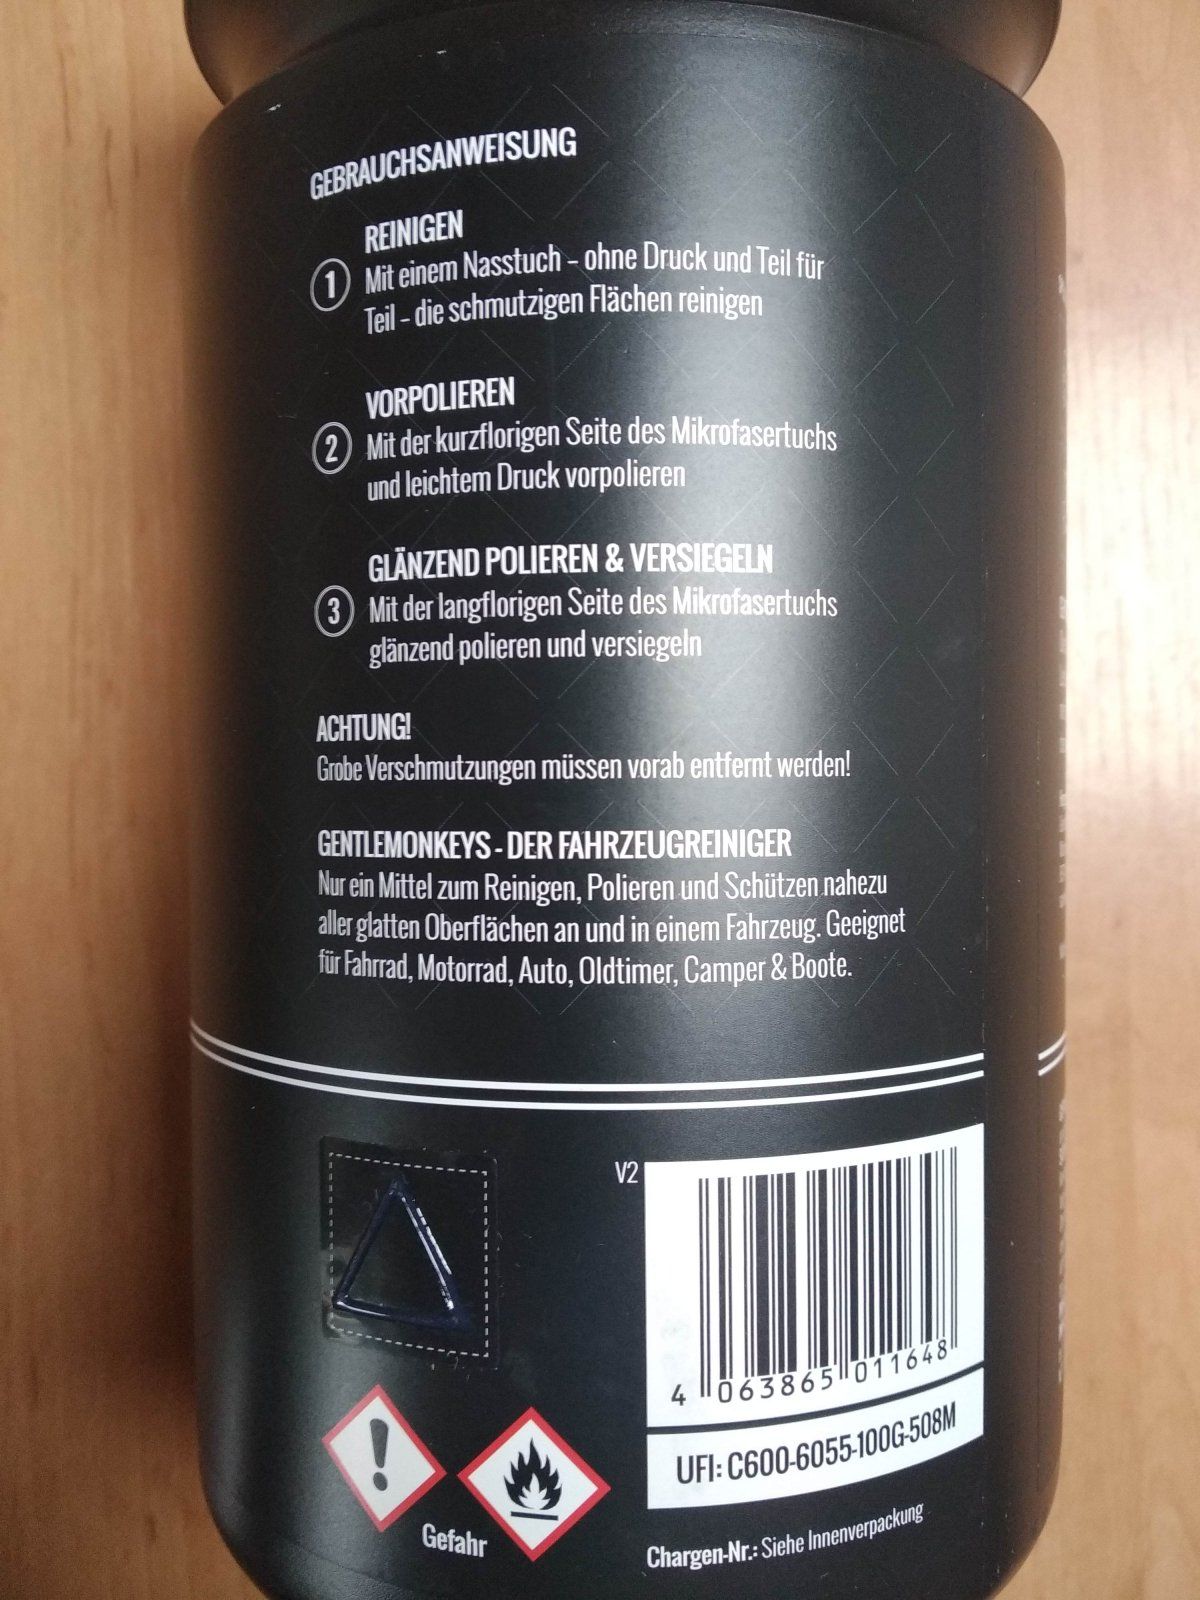 GEBRAUCHSANWEISUNG
REINIGEN
1 Mit einem Nasstuch – ohne Druck und Teil für
Teil – die schmutzigen Flächen reinigen
VORPOLIEREN
2 Mit der kurzflorigen Seite des Mikrofasertuchs
und leichtem Druck vorpolieren
GLÄNZEND POLIEREN & VERSIEGELN
3 Mit der langflorigen Seite des Mikrofasertuchs
glänzend polieren und versiegeln
ACHTUNG!
Grobe Verschmutzungen müssen vorab entfernt werden!
GENTLEMONKEYS - DER FAHRZEUGREINIGER
Nur ein Mittel zum Reinigen, Polieren und Schützen nahezu
aller glatten Oberflächen an und in einem Fahrzeug. Geeignet
für Fahrrad, Motorrad, Auto, Oldtimer, Camper & Boote.
V2
4 063865 011648
UFI: C600-6055-100G-508M
Gefahr
Chargen-Nr.: Siehe Innenverpackung